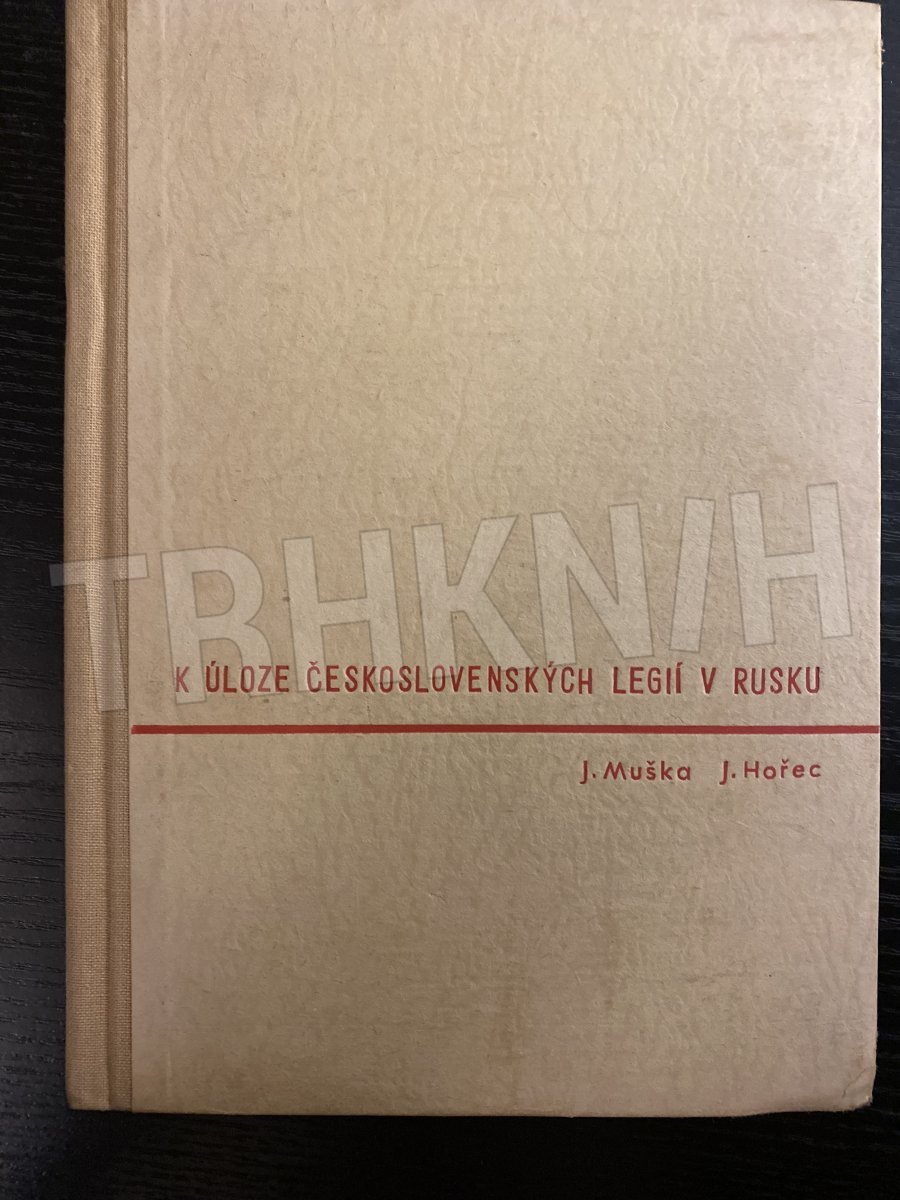 TRHKNIH
K ÚLOZE ČESKOSLOVENSKÝCH LEGIÍ V RUSKU
J. Muška J. Hořec